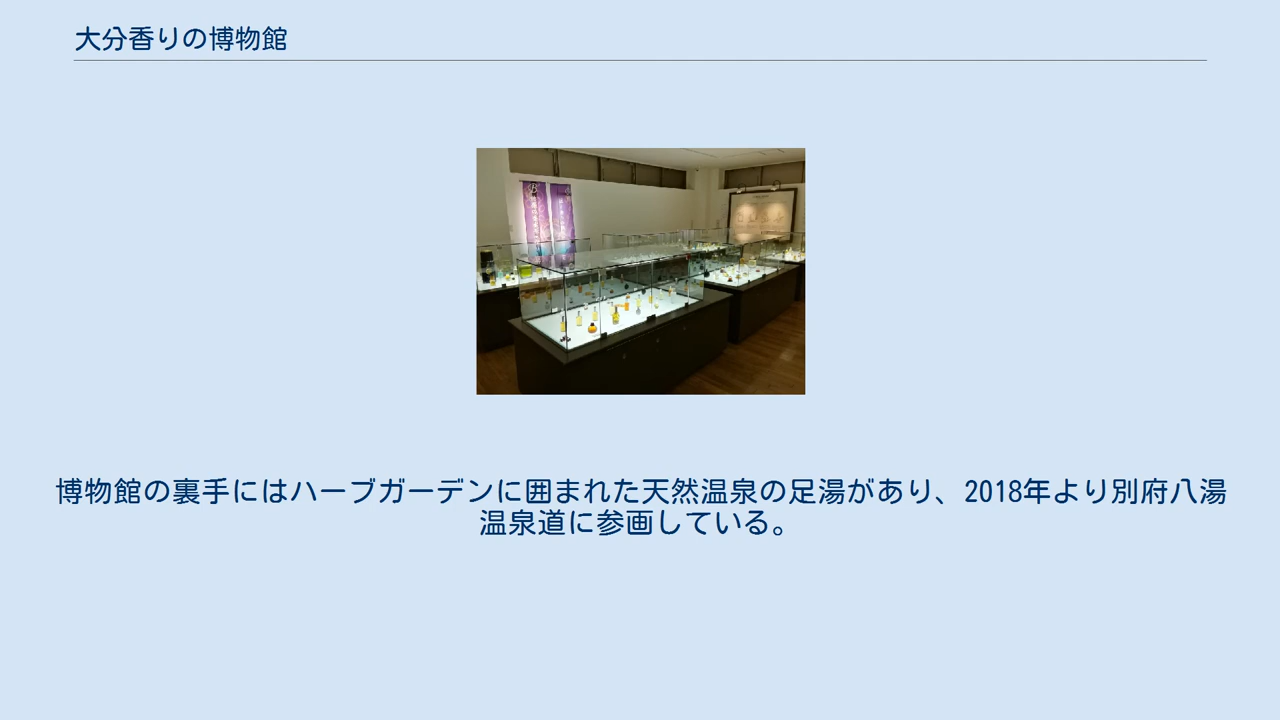 大分香りの博物館
博物館の裏手にはハーブガーデンに囲まれた天然温泉の足湯があり、2018年より別府八湯
温泉道に参画している。